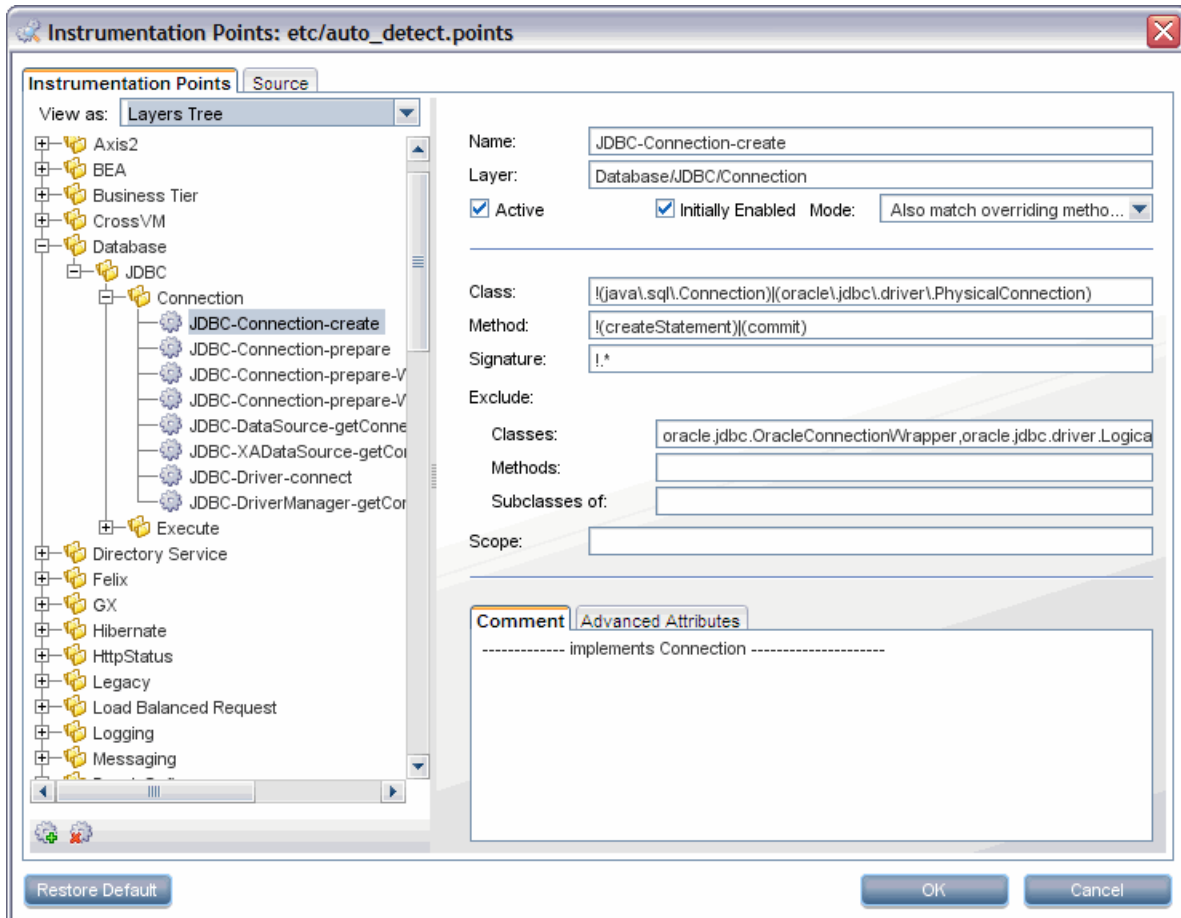 Instrumentation Points: etc/auto_detect.points
Instrumentation Points
Source
View as: Layers Tree
Axis2
BEA
Business Tier
CrossVM
Database
JDBC
Connection
JDBC-Connection-create
JDBC-Connection-prepare
JDBC-Connection-prepare-V
JDBC-Connection-prepare-V
JDBC-DataSource-getConne
JDBC-XADataSource-getCor
JDBC-Driver-connect
JDBC-DriverManager-getCor
Execute
Directory Service
Felix
GX
Hibernate
HttpStatus
Legacy
Load Balanced Request
Logging
Messaging
Name: JDBC-Connection-create
Layer: Database/JDBC/Connection
Active Initially Enabled Mode: Also match overriding metho...
Class: !(java\.sql\.Connection)|(oracle\.jdbc\.driver\.PhysicalConnection)
Method: !(createStatement)|(commit)
Signature: !.*
Exclude:
Classes: oracle.jdbc.OracleConnectionWrapper,oracle.jdbc.driver.Logica
Methods:
Subclasses of:
Scope:
Comment
Advanced Attributes
------------- implements Connection ---------------------
Restore Default
OK
Cancel